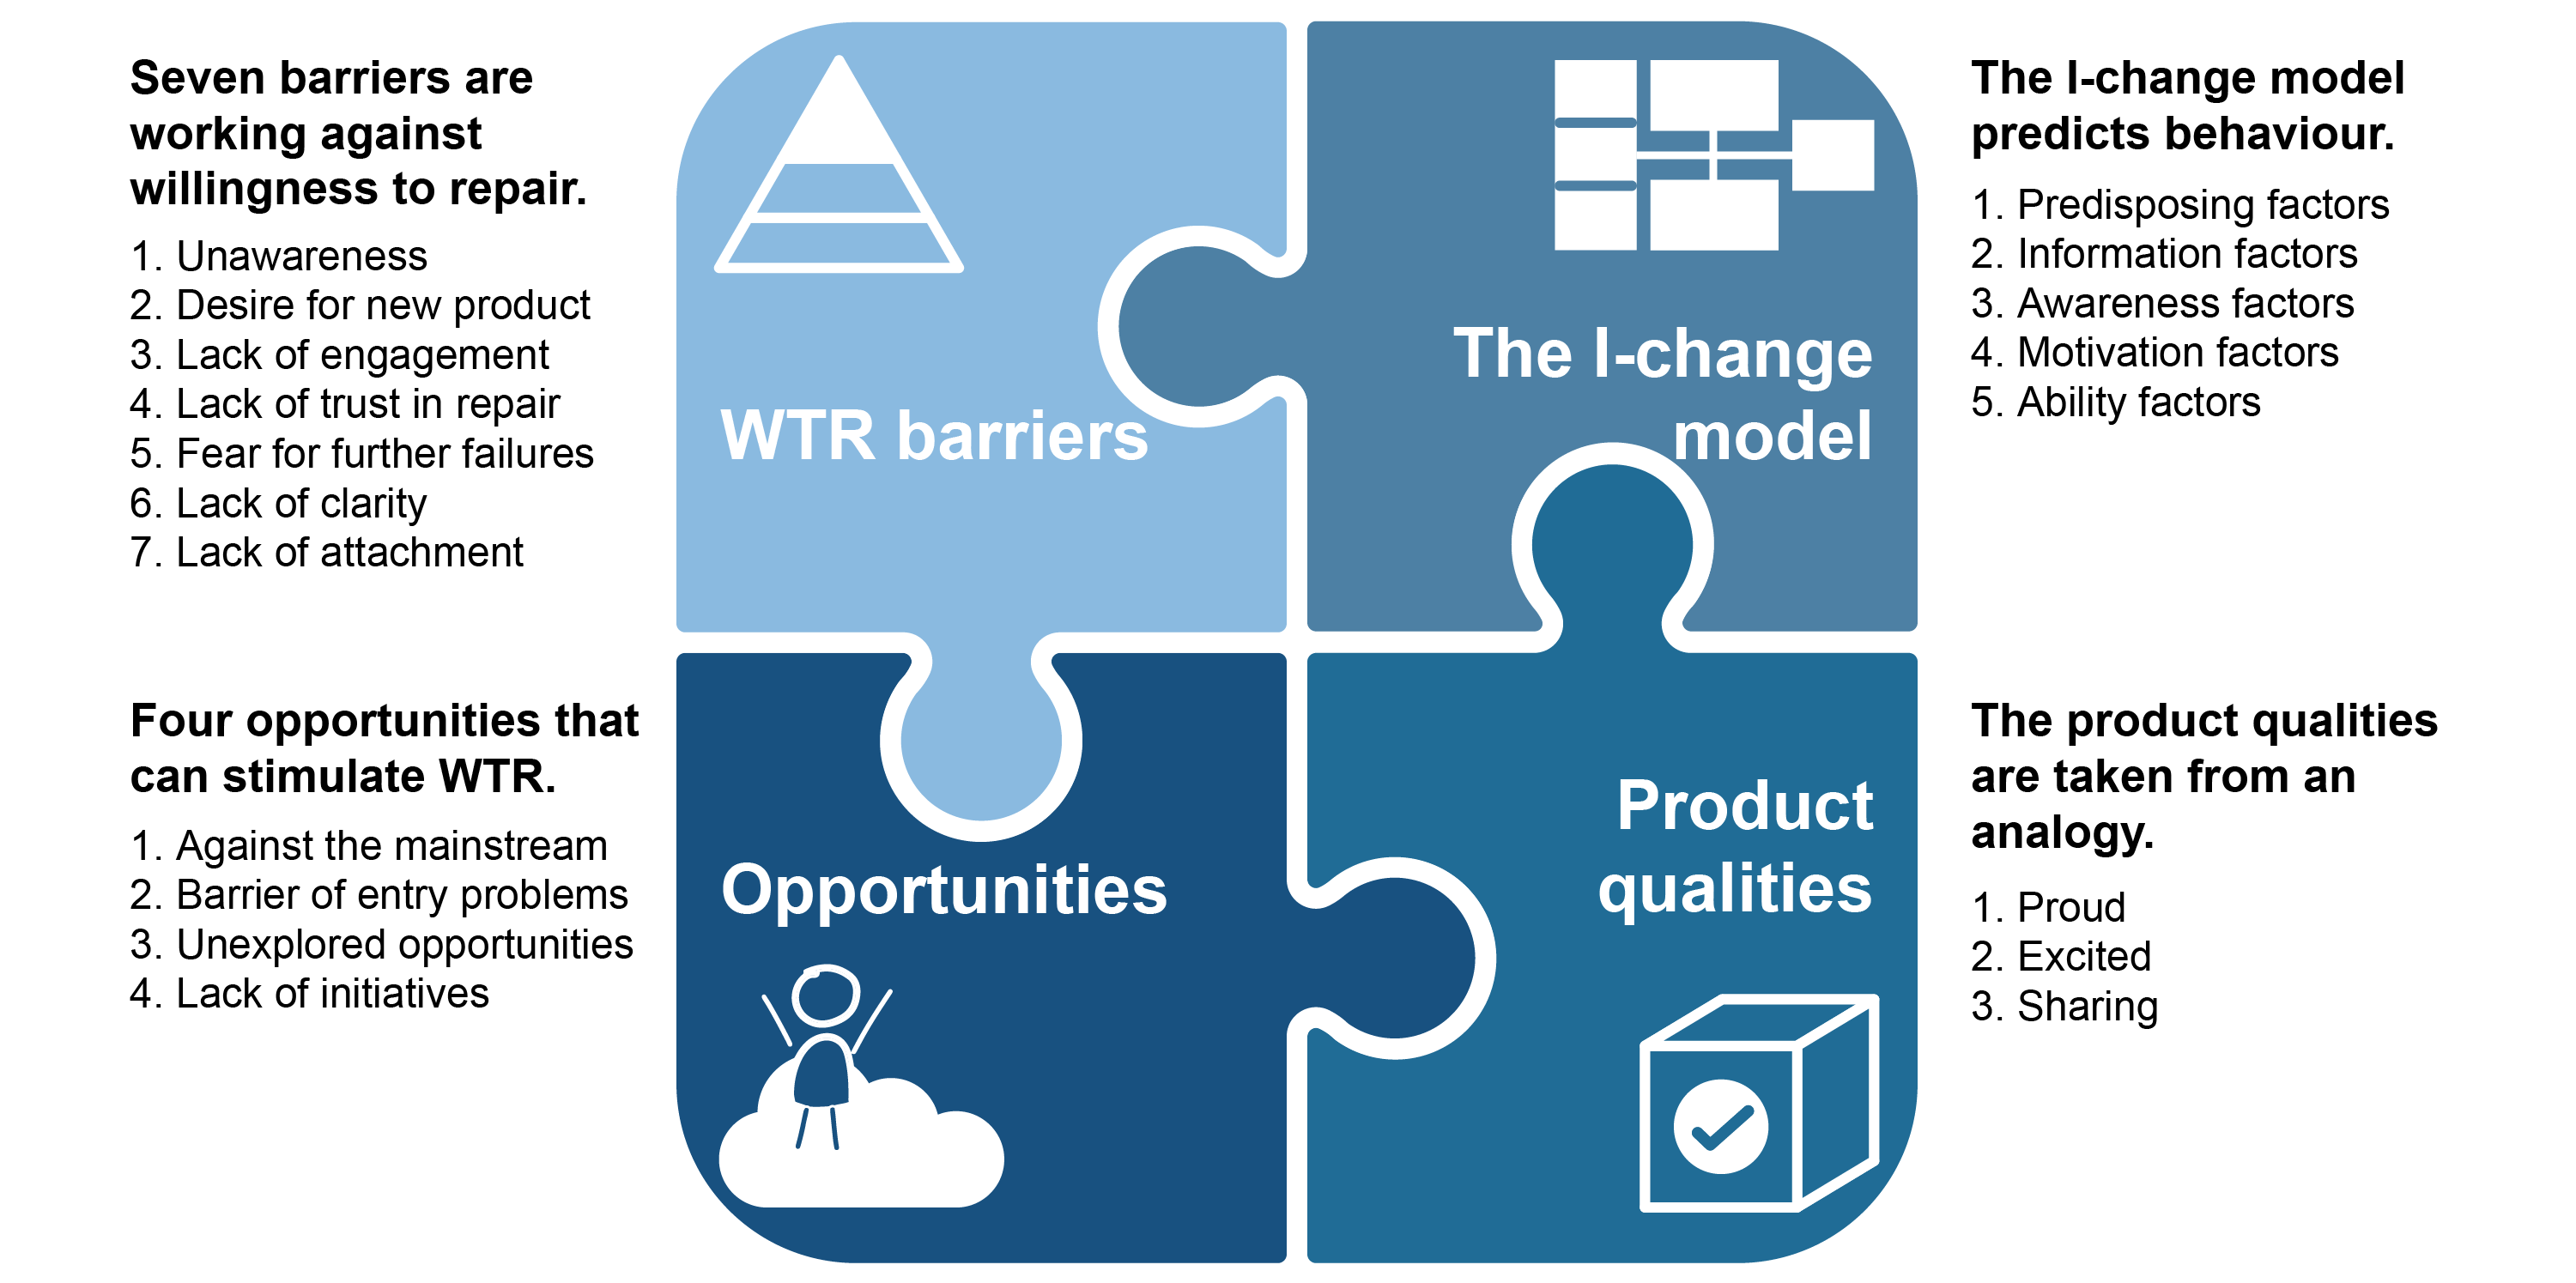 Seven barriers are
working against
willingness to repair.
1. Unawareness
2. Desire for new product
3. Lack of engagement
4. Lack of trust in repair
5. Fear for further failures
6. Lack of clarity
7. Lack of attachment
WTR barriers
The I-change
model
The I-change model
predicts behaviour.
1. Predisposing factors
2. Information factors
3. Awareness factors
4. Motivation factors
5. Ability factors
Four opportunities that
can stimulate WTR.
1. Against the mainstream
2. Barrier of entry problems
3. Unexplored opportunities
4. Lack of initiatives
Opportunities
Product
qualities
The product qualities
are taken from an
analogy.
1. Proud
2. Excited
3. Sharing